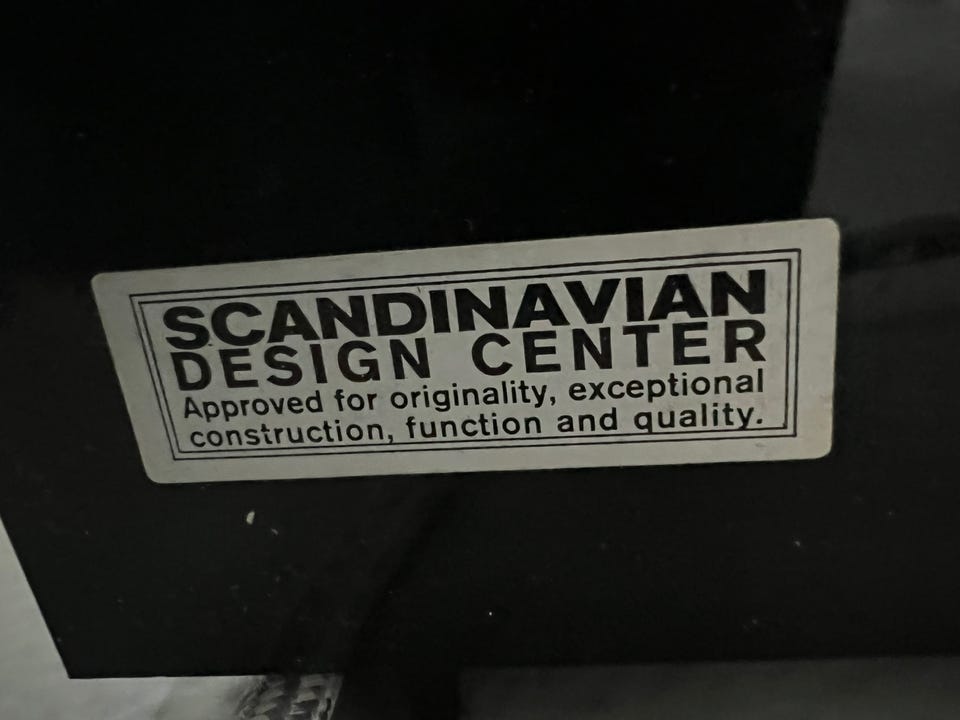 SCANDINAVIAN
DESIGN CENTER
Approved for originality, exceptional
construction, function and quality.